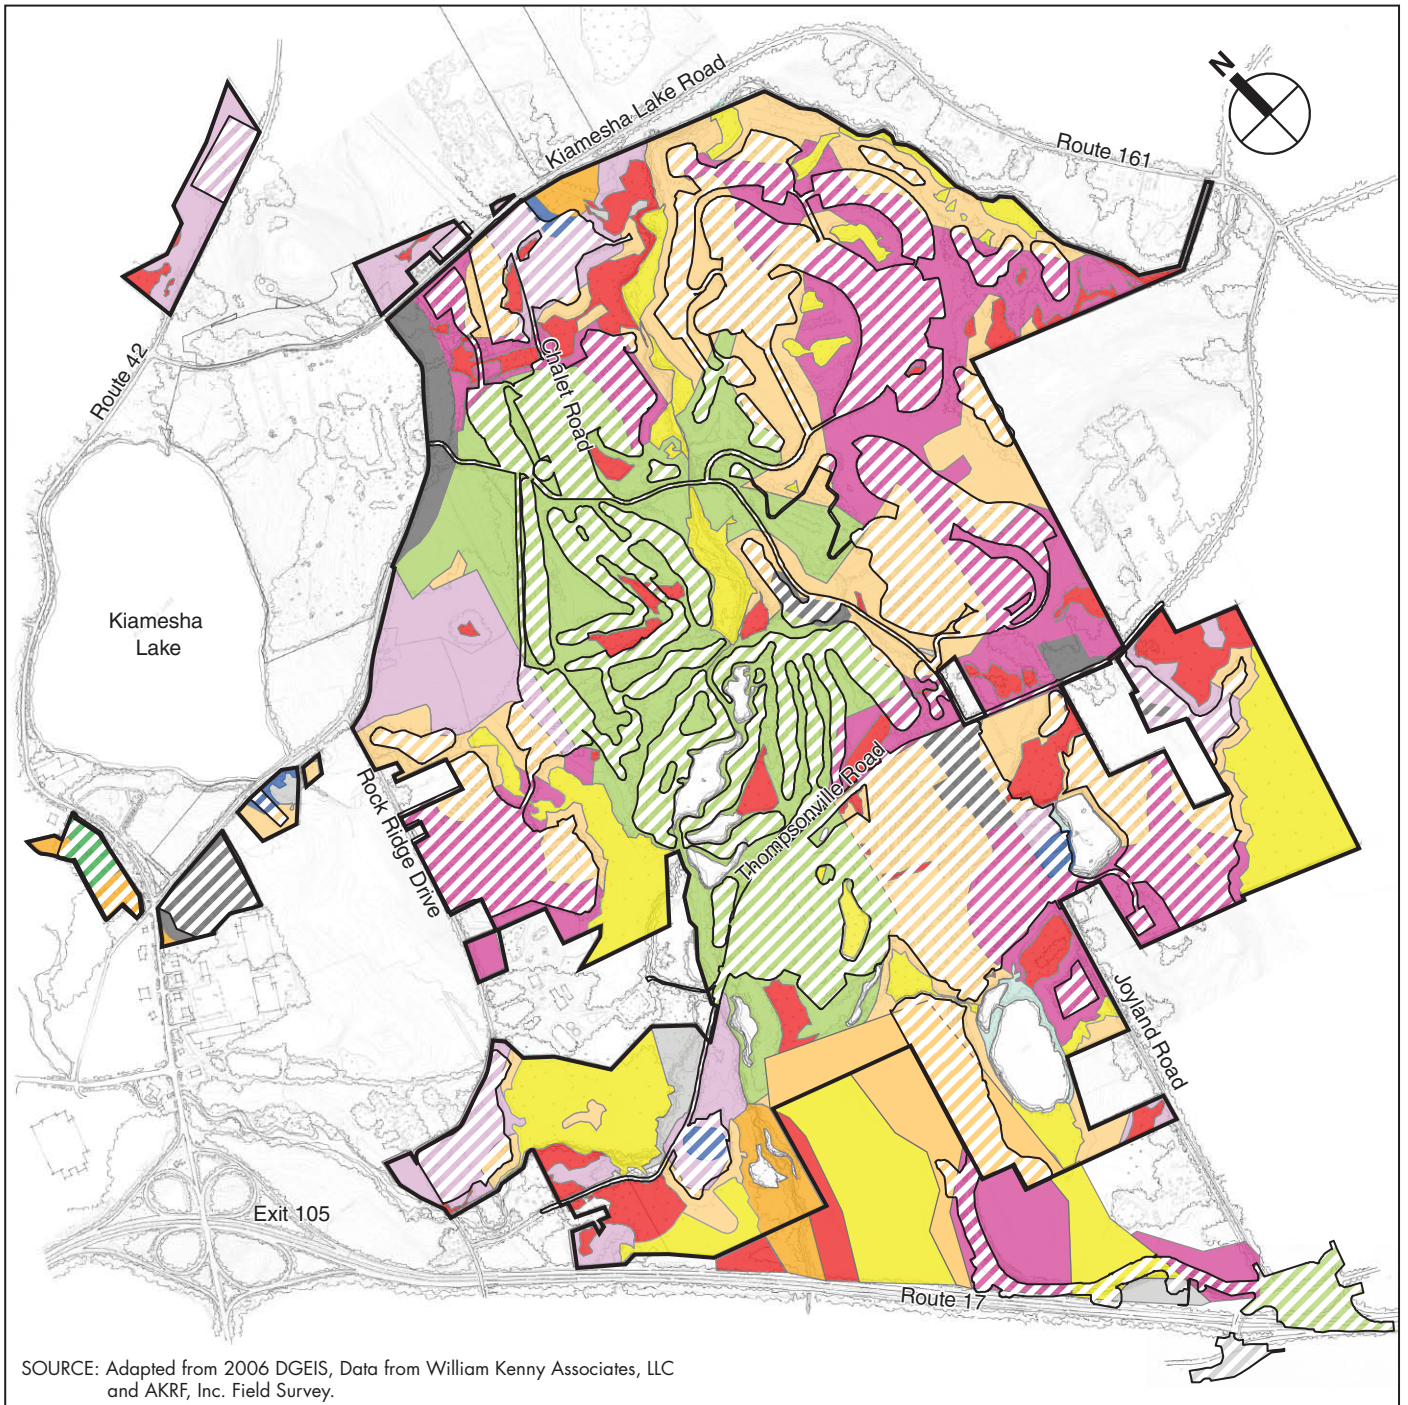 N
Kiamesha Lake Road
Route 161
Route 42
Chalet Road
Kiamesha
Lake
Rock Ridge Drive
Thompsonville Road
Joyland Road
Exit 105
Route 17
SOURCE: Adapted from 2006 DGEIS, Data from William Kenny Associates, LLC
and AKRF, Inc. Field Survey.